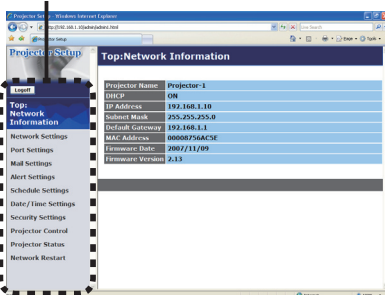 Projector Setup - Windows Internet Explorer
Projector Setup
Projector Setup
Logoff
Top:
Network
Information
Network Settings
Port Settings
Mail Settings
Alert Settings
Schedule Settings
Date/Time Settings
Security Settings
Projector Control
Projector Status
Network Restart
Top:Network Information
Projector Name Projector-1
DHCP ON
IP Address 192.168.1.10
Subnet Mask 255.255.255.0
Default Gateway 192.168.1.1
MAC Address 00008756AC5E
Firmware Date 2007/11/09
Firmware Version 2.13